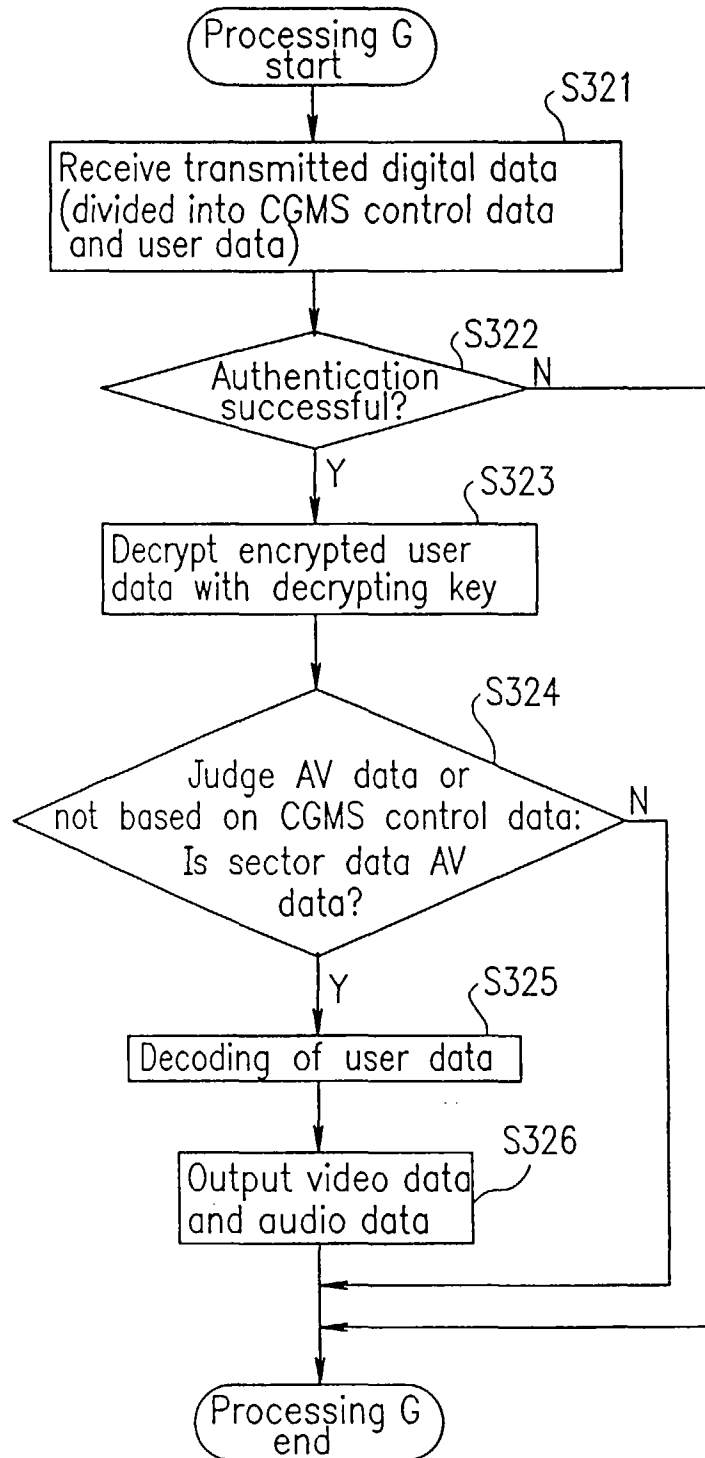 Processing G
start
S321
Receive transmitted digital data
(divided into CGMS control data
and user data)
S322
Authentication
successful?
N
Y
S323
Decrypt encrypted user
data with decrypting key
S324
Judge AV data or
not based on CGMS control data:
Is sector data AV
data?
N
Y
S325
Decoding of user data
S326
Output video data
and audio data
Processing G
end